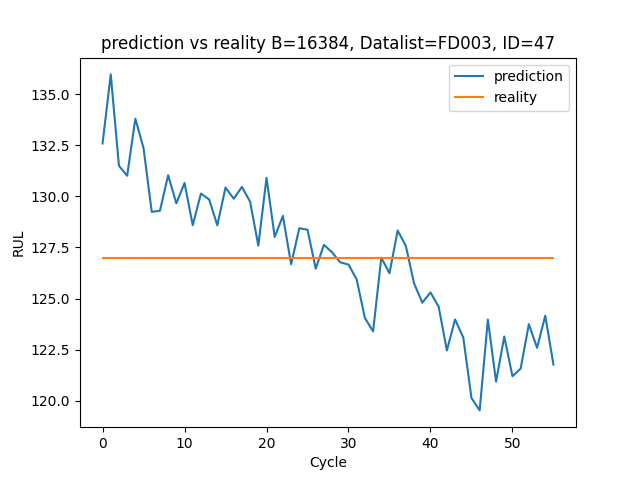 prediction vs reality B=16384, Datalist=FD003, ID=47
prediction
reality
RUL
135.0
132.5
130.0
127.5
125.0
122.5
120.0
0 10 20 30 40 50
Cycle